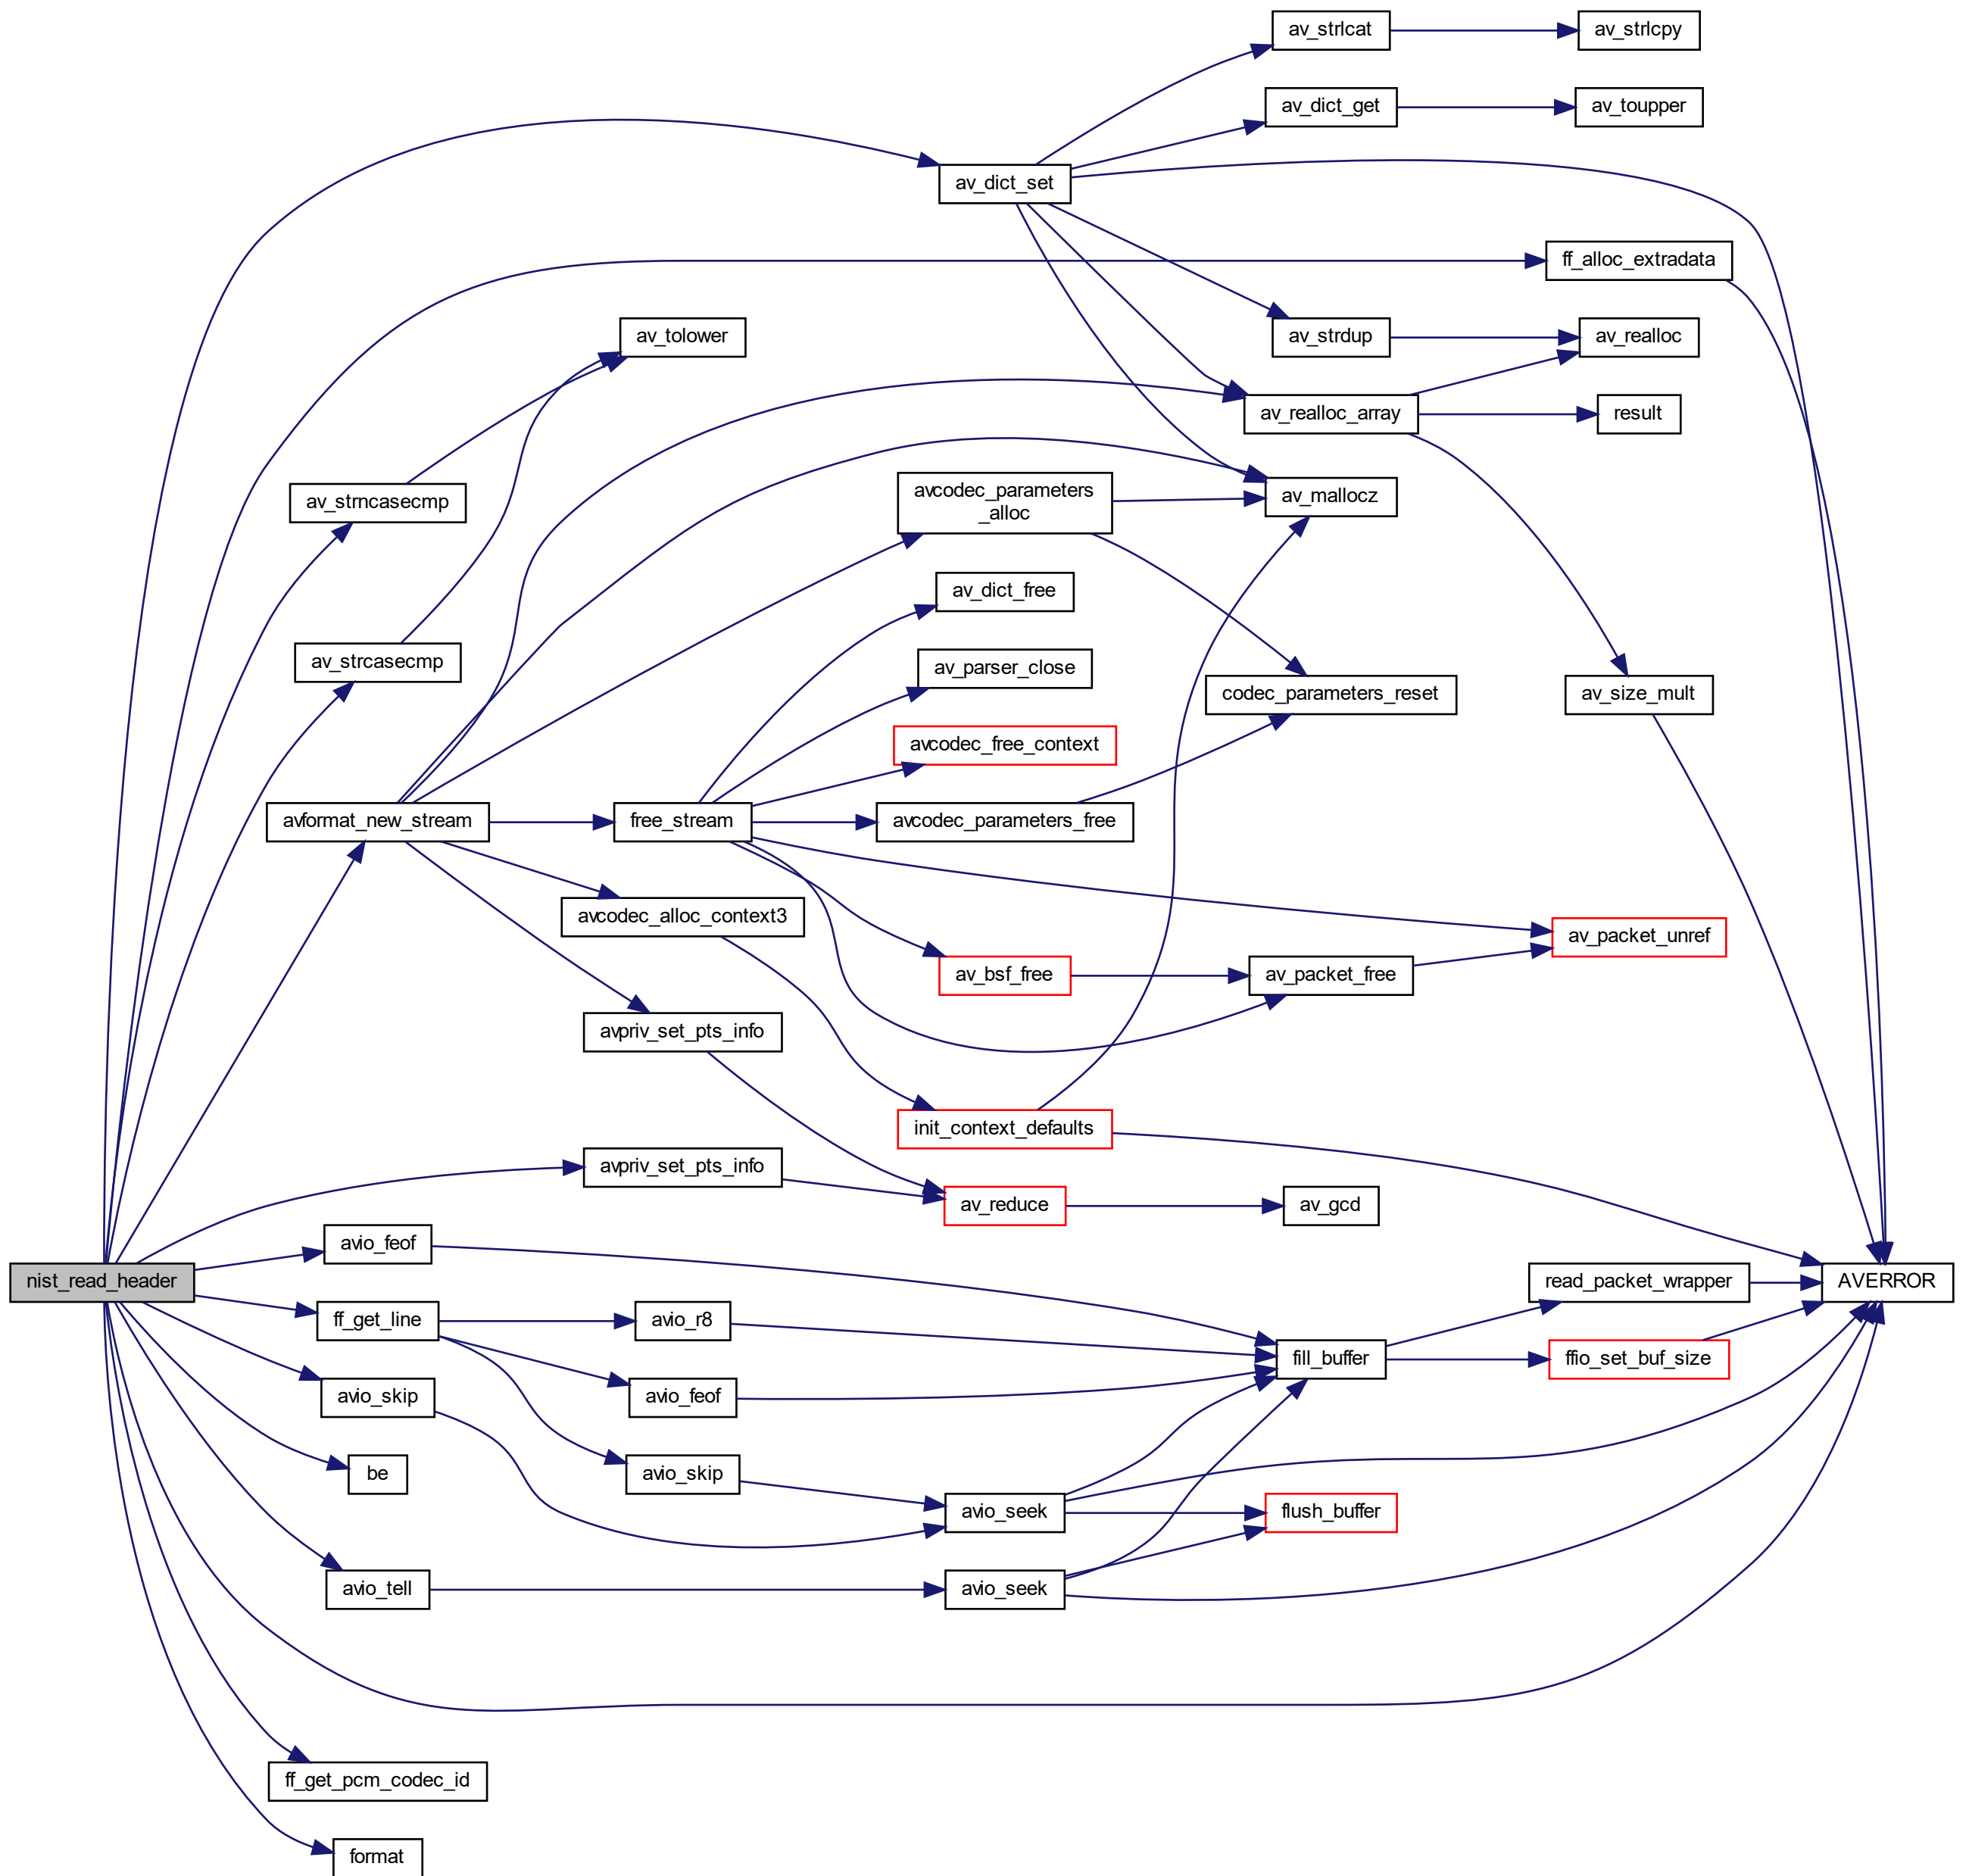 av_strlcat
av_strlcpy
av_dict_get
av_toupper
av_dict_set
ff_alloc_extradata
av_tolower
av_strdup
av_realloc
av_realloc_array
result
av_strncasecmp
avcodec_parameters
_alloc
av_mallocz
av_dict_free
av_strcasecmp
av_parser_close
codec_parameters_reset
av_size_mult
avcodec_free_context
avformat_new_stream
free_stream
avcodec_parameters_free
avcodec_alloc_context3
av_packet_unref
av_bsf_free
av_packet_free
avpriv_set_pts_info
init_context_defaults
avpriv_set_pts_info
av_reduce
av_gcd
avio_feof
nist_read_header
read_packet_wrapper
AVERROR
ff_get_line
avio_r8
fill_buffer
ffio_set_buf_size
avio_skip
avio_feof
be
avio_skip
avio_seek
flush_buffer
avio_tell
avio_seek
ff_get_pcm_codec_id
format